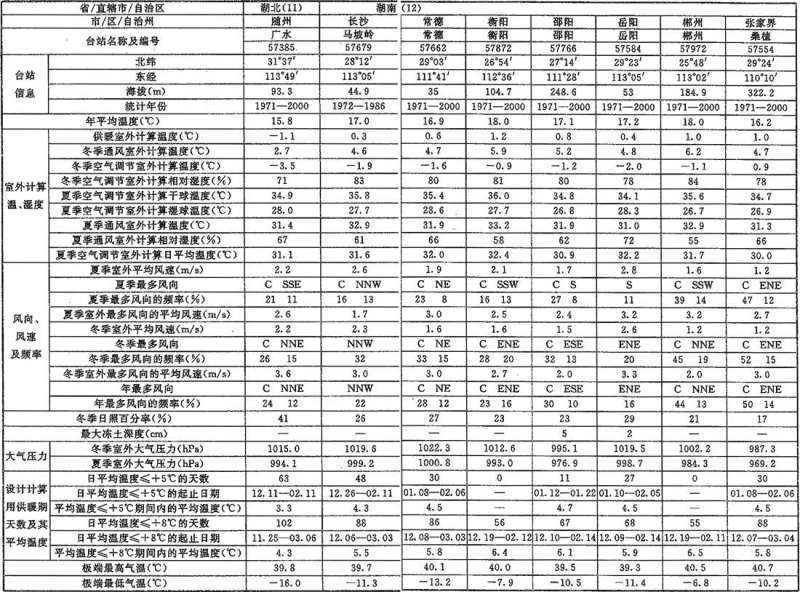 省/直辖市/自治区 湖北(11) 湖南(12)
市/区/自治州 随州 长沙 常德 衡阳 邵阳 岳阳 郴州 张家界
台站名称及编号 广水 马坡岭 常德 衡阳 邵阳 岳阳 郴州 桑植
57385 57679 57662 57872 57766 57584 57972 57554
台站信息 北纬 31°37′ 28°12′ 29°03′ 26°54′ 27°14′ 29°23′ 25°48′ 29°24′
东经 113°49′ 113°05′ 111°41′ 112°36′ 111°28′ 113°05′ 113°02′ 110°10′
海拔(m) 93.3 44.9 35 104.7 248.6 53 184.9 322.2
统计年份 1971—2000 1972—1986 1971—2000 1971—2000 1971—2000 1971—2000 1971—2000 1971—2000
年平均温度(℃) 15.8 17.0 16.9 18.0 17.1 17.2 18.0 16.2
室外计算温、湿度 供暖室外计算温度(℃) －1.1 0.3 0.6 1.2 0.8 0.4 1.0 1.0
冬季通风室外计算温度(℃) 2.7 4.6 4.7 5.9 5.2 4.8 6.2 4.7
冬季空气调节室外计算温度(℃) －3.5 －1.9 －1.6 －0.9 －1.2 －2.0 －1.1 0.9
冬季空气调节室外计算相对湿度(%) 71 83 80 81 80 78 84 78
夏季空气调节室外计算干球温度(℃) 34.9 35.8 35.4 36.0 34.8 34.1 35.6 34.7
夏季空气调节室外计算湿球温度(℃) 28.0 27.7 28.6 27.7 26.8 28.3 26.7 26.9
夏季通风室外计算温度(℃) 31.4 32.9 31.9 33.2 31.9 31.0 32.9 31.3
夏季通风室外计算相对湿度(%) 67 61 66 58 62 72 55 66
夏季空气调节室外计算日平均温度(℃) 31.1 31.6 32.0 32.4 30.9 32.2 31.7 30.0
风向、风速及频率 夏季室外平均风速(m/s) 2.2 2.6 1.9 2.1 1.7 2.8 1.6 1.2
夏季最多风向 C SSE C NNW C NE C SSW C S S C SSW C ENE
夏季最多风向的频率(%) 21 11 16 13 23 8 16 13 27 8 11 39 14 47 12
夏季室外最多风向的平均风速(m/s) 2.6 1.7 3.0 2.5 2.4 3.2 3.2 2.7
冬季室外平均风速(m/s) 2.2 2.3 1.6 1.6 1.5 2.6 1.2 1.2
冬季最多风向 C NNE NNW C NE C ENE C ESE ENE C NNE C ENE
冬季最多风向的频率(%) 26 15 32 33 15 28 20 32 13 20 45 19 52 15
冬季室外最多风向的平均风速(m/s) 3.6 3.0 3.0 2.7 2.0 3.3 2.0 3.0
年最多风向 C NNE NNW C NE C ENE C ESE ENE C NNE C ENE
年最多风向的频率(%) 24 12 22 28 12 23 16 30 10 16 44 13 50 14
冬季日照百分率(%) 41 26 27 23 23 29 21 17
最大冻土深度(cm) — — — — 5 2 — —
大气压力 冬季室外大气压力(hPa) 1015.0 1019.6 1022.3 1012.6 995.1 1019.5 1002.2 987.3
夏季室外大气压力(hPa) 994.1 999.2 1000.8 993.0 976.9 998.7 984.3 969.2
设计计算用供暖期天数及其平均温度 日平均温度≤＋5℃的天数 63 48 30 0 11 27 0 30
日平均温度≤＋5℃的起止日期 12.11—02.11 12.26—02.11 01.08—02.06 — 01.12—01.22 01.10—02.05 — 01.08—02.06
平均温度≤＋5℃期间内的平均温度(℃) 3.3 4.3 4.5 — 4.7 4.5 — 4.5
日平均温度≤＋8℃的天数 102 88 86 56 67 68 55 88
日平均温度≤＋8℃的起止日期 11.25—03.06 12.06—03.03 12.08—03.03 12.19—02.12 12.10—02.14 12.09—02.14 12.19—02.11 12.07—03.04
平均温度≤＋8℃期间内的平均温度(℃) 4.3 5.5 5.8 6.4 6.1 5.9 6.5 5.8
极端最高气温(℃) 39.8 39.7 40.1 40.0 39.5 39.3 40.5 40.7
极端最低气温(℃) －16.0 －11.3 －13.2 －7.9 －10.5 －11.4 －6.8 －10.2